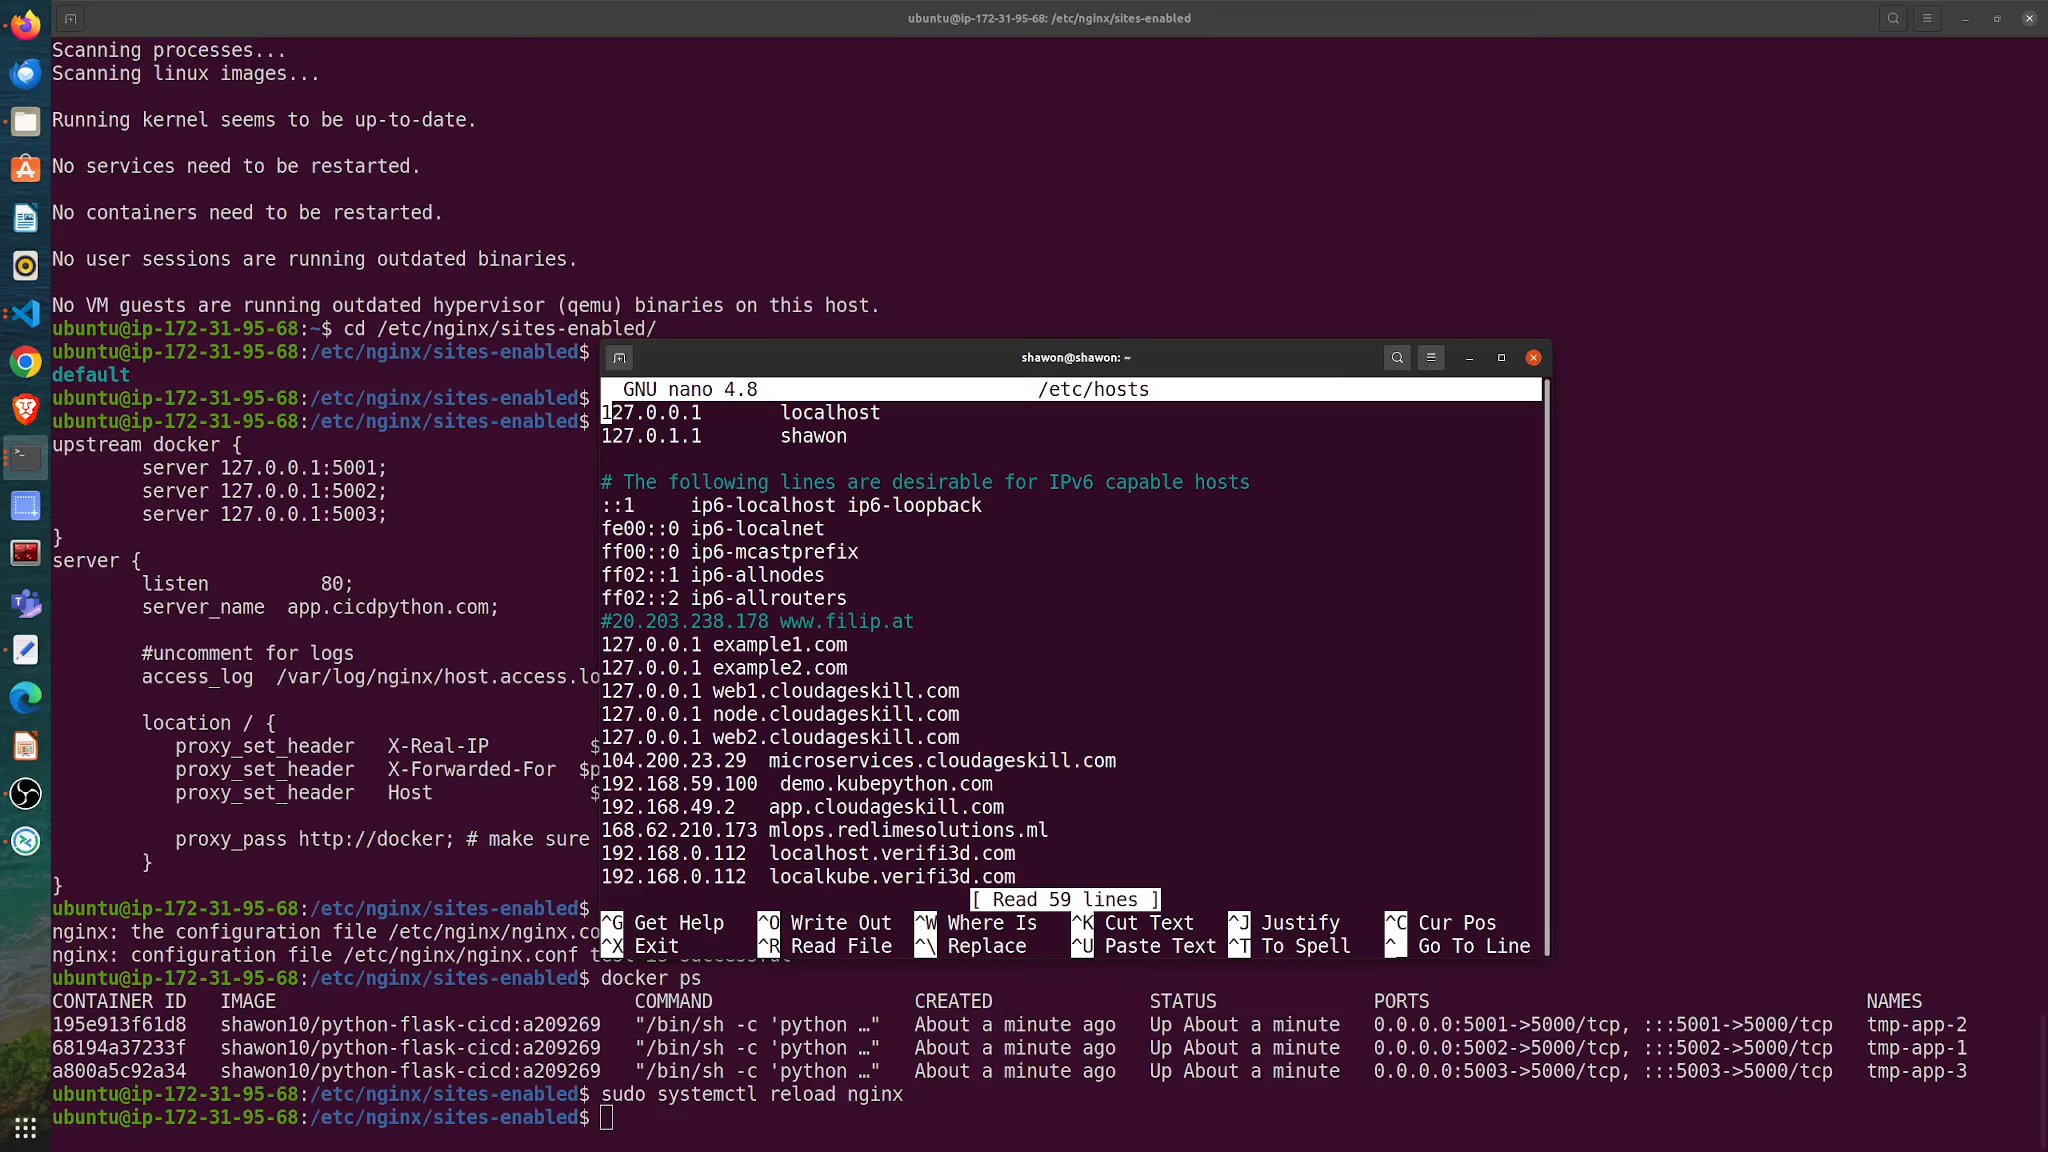 ubuntu@ip-172-31-95-68: /etc/nginx/sites-enabled
Scanning processes...
Scanning linux images...
Running kernel seems to be up-to-date.
No services need to be restarted.
No containers need to be restarted.
No user sessions are running outdated binaries.
No VM guests are running outdated hypervisor (qemu) binaries on this host.
ubuntu@ip-172-31-95-68:~$ cd /etc/nginx/sites-enabled/
ubuntu@ip-172-31-95-68:/etc/nginx/sites-enabled$
default
ubuntu@ip-172-31-95-68:/etc/nginx/sites-enabled$
ubuntu@ip-172-31-95-68:/etc/nginx/sites-enabled$
upstream docker {
server 127.0.0.1:5001;
server 127.0.0.1:5002;
server 127.0.0.1:5003;
}
server {
listen 80;
server_name app.cicdpython.com;
#uncomment for logs
access_log /var/log/nginx/host.access.lo
location / {
proxy_set_header X-Real-IP $
proxy_set_header X-Forwarded-For $p
proxy_set_header Host $
proxy_pass http://docker; # make sure
}
}
ubuntu@ip-172-31-95-68:/etc/nginx/sites-enabled$
nginx: the configuration file /etc/nginx/nginx.co
nginx: configuration file /etc/nginx/nginx.conf test is successful
ubuntu@ip-172-31-95-68:/etc/nginx/sites-enabled$ docker ps
CONTAINER ID IMAGE COMMAND CREATED STATUS PORTS NAMES
195e913f61d8 shawon10/python-flask-cicd:a209269 "/bin/sh -c 'python …" About a minute ago Up About a minute 0.0.0.0:5001->5000/tcp, :::5001->5000/tcp tmp-app-2
68194a37233f shawon10/python-flask-cicd:a209269 "/bin/sh -c 'python …" About a minute ago Up About a minute 0.0.0.0:5002->5000/tcp, :::5002->5000/tcp tmp-app-1
a800a5c92a34 shawon10/python-flask-cicd:a209269 "/bin/sh -c 'python …" About a minute ago Up About a minute 0.0.0.0:5003->5000/tcp, :::5003->5000/tcp tmp-app-3
ubuntu@ip-172-31-95-68:/etc/nginx/sites-enabled$ sudo systemctl reload nginx
ubuntu@ip-172-31-95-68:/etc/nginx/sites-enabled$
shawon@shawon: ~
GNU nano 4.8 /etc/hosts
127.0.0.1 localhost
127.0.1.1 shawon
# The following lines are desirable for IPv6 capable hosts
::1 ip6-localhost ip6-loopback
fe00::0 ip6-localnet
ff00::0 ip6-mcastprefix
ff02::1 ip6-allnodes
ff02::2 ip6-allrouters
#20.203.238.178 www.filip.at
127.0.0.1 example1.com
127.0.0.1 example2.com
127.0.0.1 web1.cloudageskill.com
127.0.0.1 node.cloudageskill.com
127.0.0.1 web2.cloudageskill.com
104.200.23.29 microservices.cloudageskill.com
192.168.59.100 demo.kubepython.com
192.168.49.2 app.cloudageskill.com
168.62.210.173 mlops.redlimesolutions.ml
192.168.0.112 localhost.verifi3d.com
192.168.0.112 localkube.verifi3d.com
[ Read 59 lines ]
^G Get Help ^O Write Out ^W Where Is ^K Cut Text ^J Justify ^C Cur Pos
^X Exit ^R Read File ^\ Replace ^U Paste Text ^T To Spell ^_ Go To Line